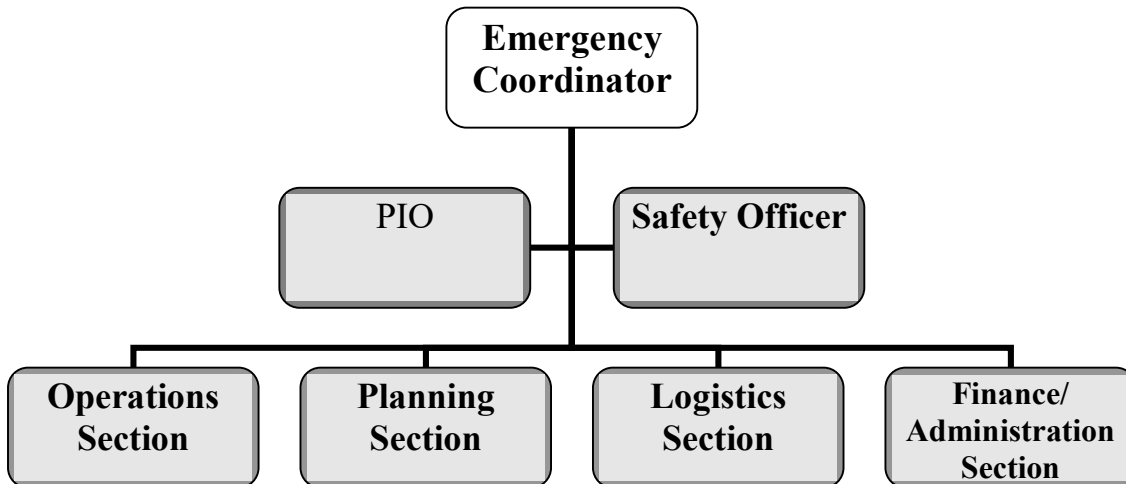 Emergency
Coordinator
PIO
Safety Officer
Operations
Section
Planning
Section
Logistics
Section
Finance/
Administration
Section